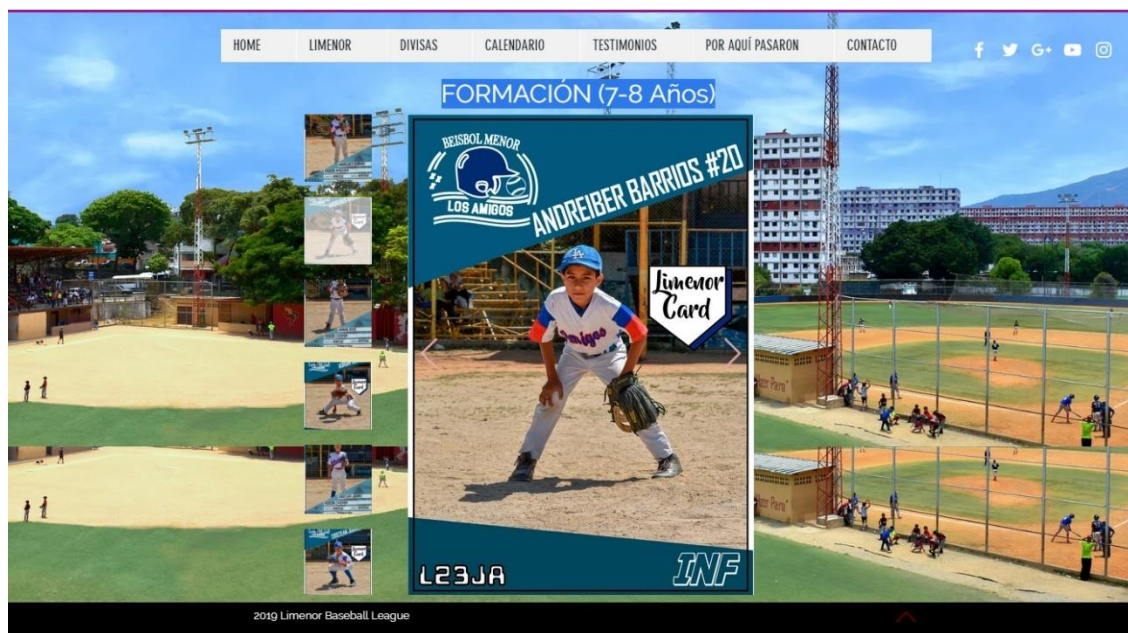 HOME LIMENOR DIVISAS CALENDARIO TESTIMONIOS POR AQUÍ PASARON CONTACTO
FORMACIÓN (7-8 Años)
BEISBOL MENOR
LOS AMIGOS
ANDREIBER BARRIOS #20
Limenor
Card
Amigos
L23JA
INF
2019 Limenor Baseball League